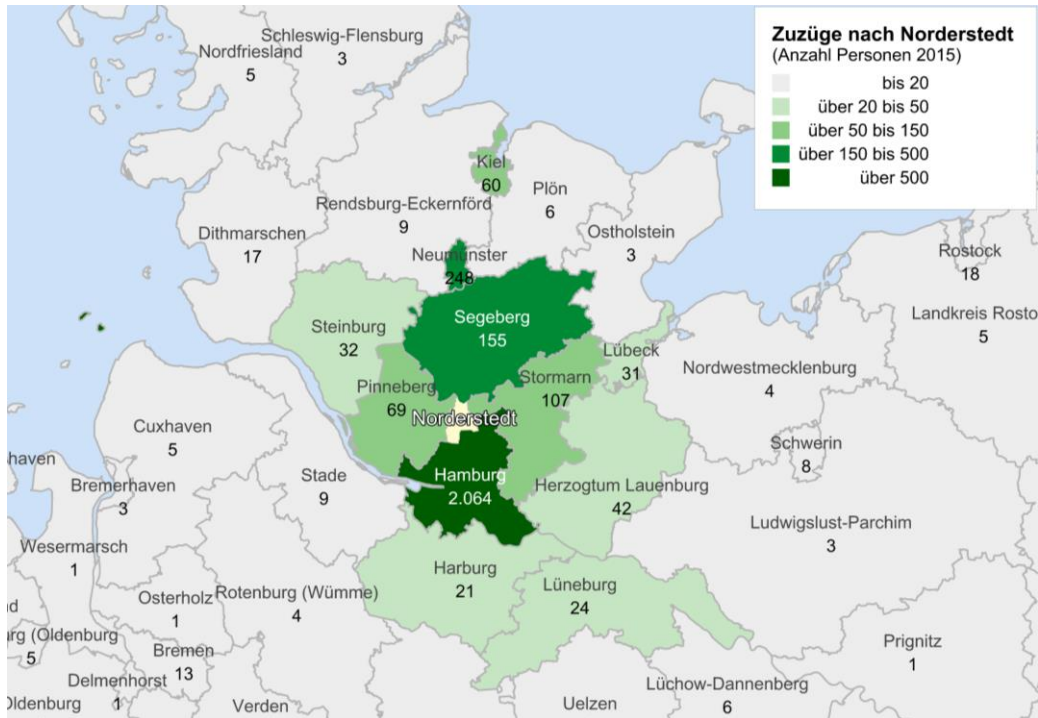 Zuzüge nach Norderstedt
(Anzahl Personen 2015)
bis 20
über 20 bis 50
über 50 bis 150
über 150 bis 500
über 500
Schleswig-Flensburg
3
Nordfriesland
5
Kiel
60
Plön
6
Rendsburg-Eckernförd
9
Dithmarschen
17
Ostholstein
3
Neumünster
248
Rostock
18
Landkreis Rosto
5
Segeberg
155
Steinburg
32
Lübeck
31
Nordwestmecklenburg
4
Stormarn
107
Pinneberg
69
Norderstedt
Cuxhaven
5
Schwerin
8
shaven
Bremerhaven
3
Stade
9
Hamburg
2.064
Herzogtum Lauenburg
42
Ludwigslust-Parchim
3
Wesermarsch
1
Harburg
21
Lüneburg
24
Osterholz
1
Rotenburg (Wümme)
4
rg (Oldenburg
5
Bremen
13
Prignitz
1
Delmenhorst
1
Oldenburg
Verden
Uelzen
Lüchow-Dannenberg
6